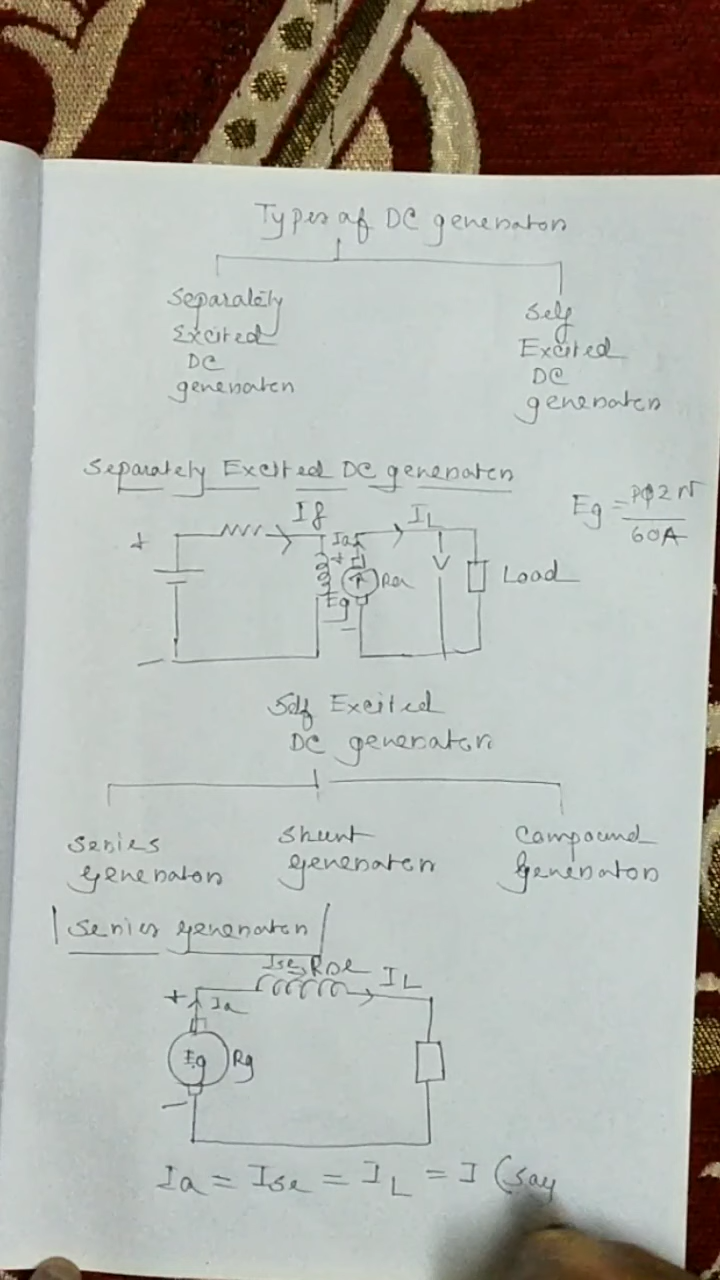 Types of DC generator
Separately
Excited
DC
generator
Self
Excited
DC
generator
Separately Excited DC generator
Eg = PϕZN / 60A
If
IL
+
Ia
+
V
Ra
Load
Eg
-
-
Self Excited
DC generator
Series
generator
Shunt
generator
Compound
generator
Series generator
Ise Rse IL
+ Ia
Eg Rg
-
Ia = Ise = IL = I (say